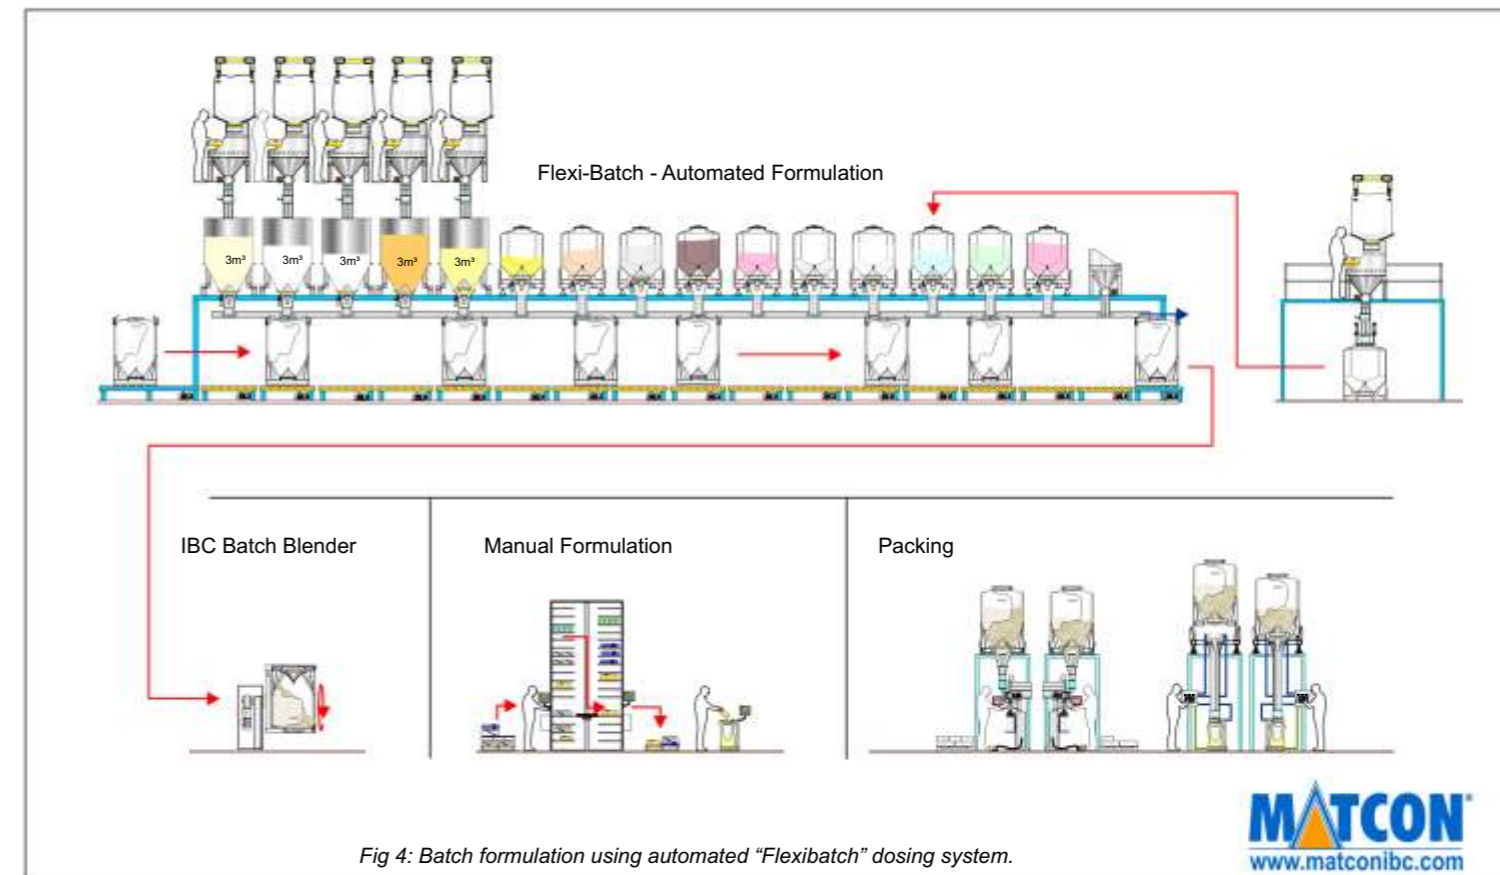 Flexi-Batch - Automated Formulation
3m³ 3m³ 3m³ 3m³ 3m³
IBC Batch Blender
Manual Formulation
Packing
MATCON®
www.matconibc.com
Fig 4: Batch formulation using automated “Flexibatch” dosing system.